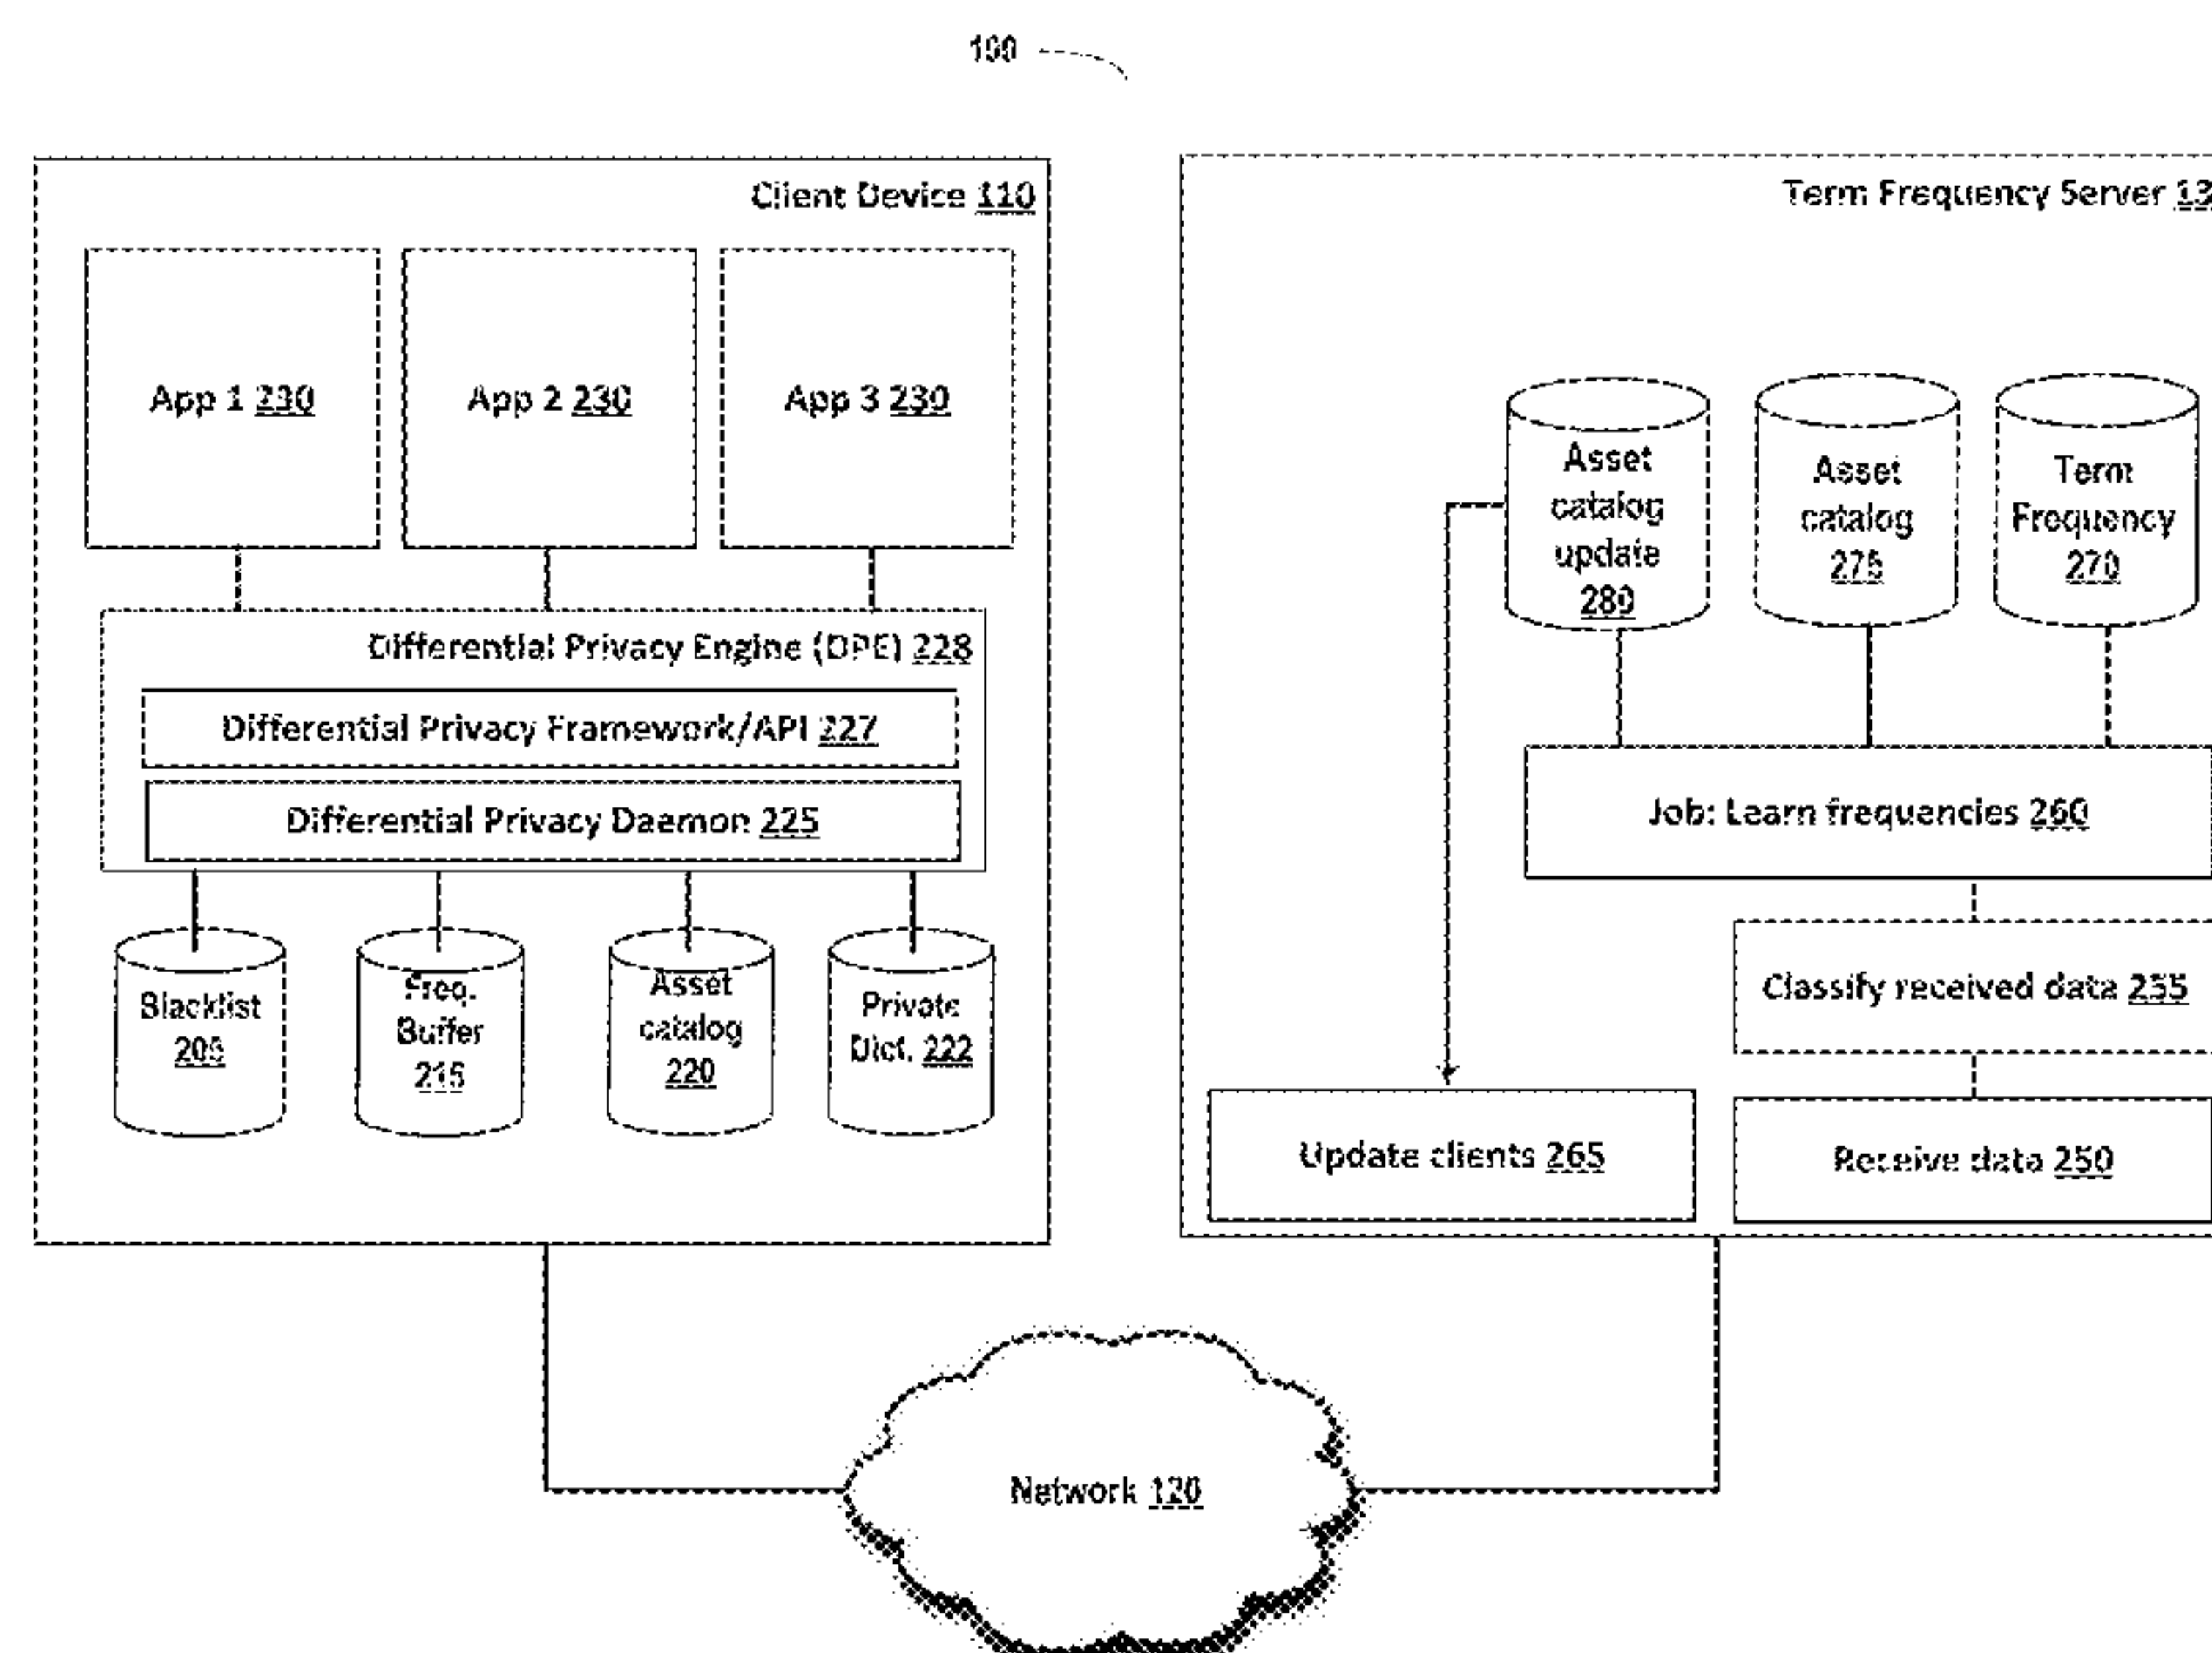 100
Client Device 110
App 1 230
App 2 230
App 3 230
Differential Privacy Engine (DPE) 228
Differential Privacy Framework/API 227
Differential Privacy Daemon 225
Blacklist
205
Freq.
Buffer
215
Asset
catalog
220
Private
Dict. 222
Term Frequency Server
Asset
catalog
update
280
Asset
catalog
275
Term
Frequency
270
Job: Learn frequencies 260
Classify received data 255
Update clients 265
Receive data 250
Network 120